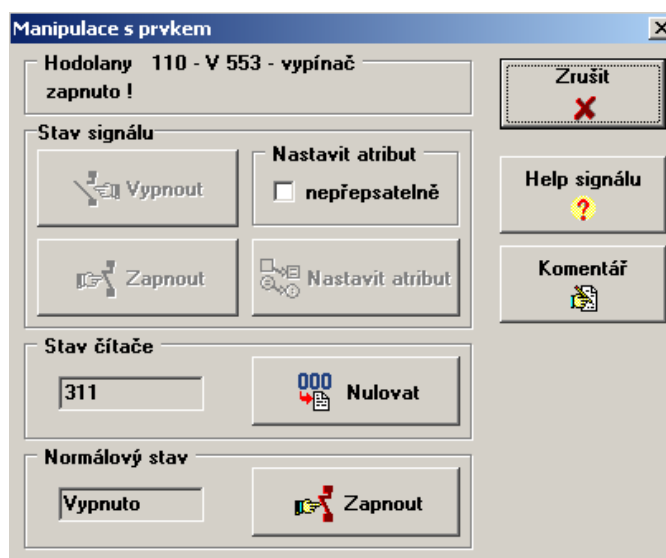 Manipulace s prvkem
Hodolany 110 - V 553 - vypínač
zapnuto !
Zrušit
Stav signálu
Vypnout
Nastavit atribut
nepřepsatelně
Help signálu
?
Zapnout
Nastavit atribut
Komentář
Stav čítače
311
000
Nulovat
Normálový stav
Vypnuto
Zapnout